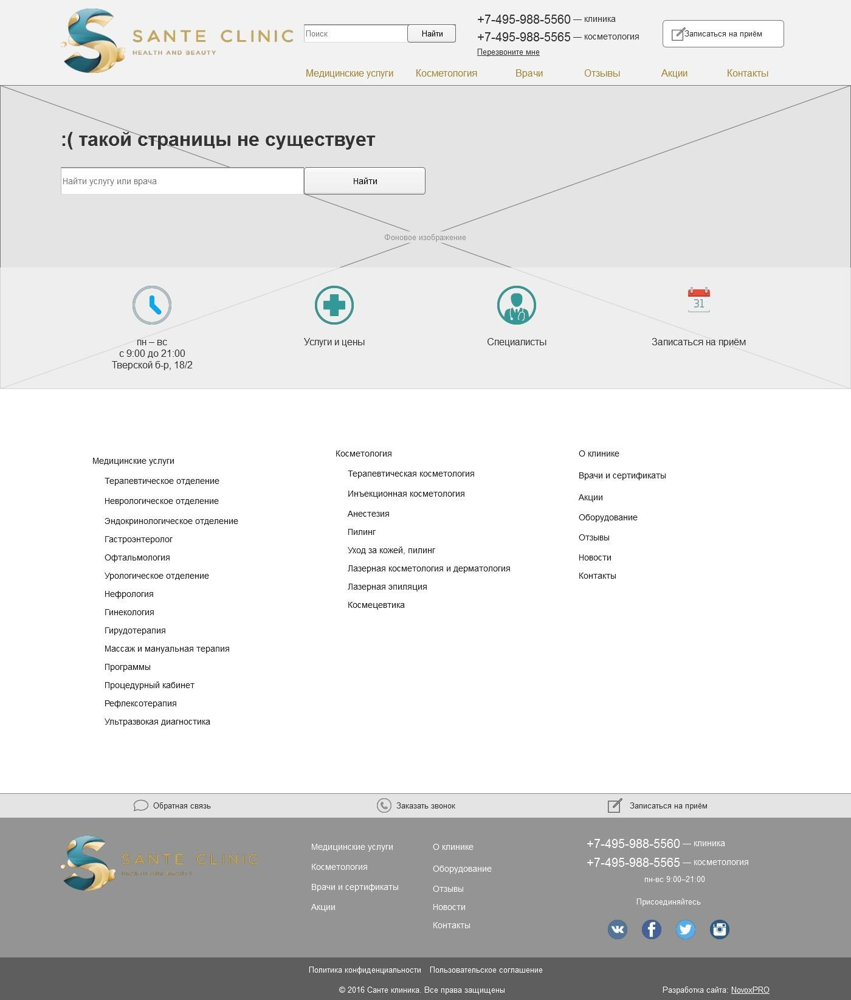 SANTE CLINIC
HEALTH AND BEAUTY
Поиск
Найти
+7-495-988-5560 — клиника
+7-495-988-5565 — косметология
Перезвоните мне
Записаться на приём
Медицинские услуги Косметология Врачи Отзывы Акции Контакты
:( такой страницы не существует
Найти услугу или врача
Найти
Фоновое изображение
31
пн – вс
с 9:00 до 21:00
Тверской б-р, 18/2
Услуги и цены
Специалисты
Записаться на приём
Медицинские услуги
Терапевтическое отделение
Неврологическое отделение
Эндокринологическое отделение
Гастроэнтеролог
Офтальмология
Урологическое отделение
Нефрология
Гинекология
Гирудотерапия
Массаж и мануальная терапия
Программы
Процедурный кабинет
Рефлексотерапия
Ультразвокая диагностика
Косметология
Терапевтическая косметология
Инъекционная косметология
Анестезия
Пилинг
Уход за кожей, пилинг
Лазерная косметология и дерматология
Лазерная эпиляция
Космецевтика
О клинике
Врачи и сертификаты
Акции
Оборудование
Отзывы
Новости
Контакты
Обратная связь
Заказать звонок
Записаться на приём
SANTE CLINIC
HEALTH AND BEAUTY
Медицинские услуги
Косметология
Врачи и сертификаты
Акции
О клинике
Оборудование
Отзывы
Новости
Контакты
+7-495-988-5560 — клиника
+7-495-988-5565 — косметология
пн-вс 9:00–21:00
Присоединяйтесь
Политика конфиденциальности Пользовательское соглашение
© 2016 Санте клиника. Все права защищены
Разработка сайта: NovoxPRO